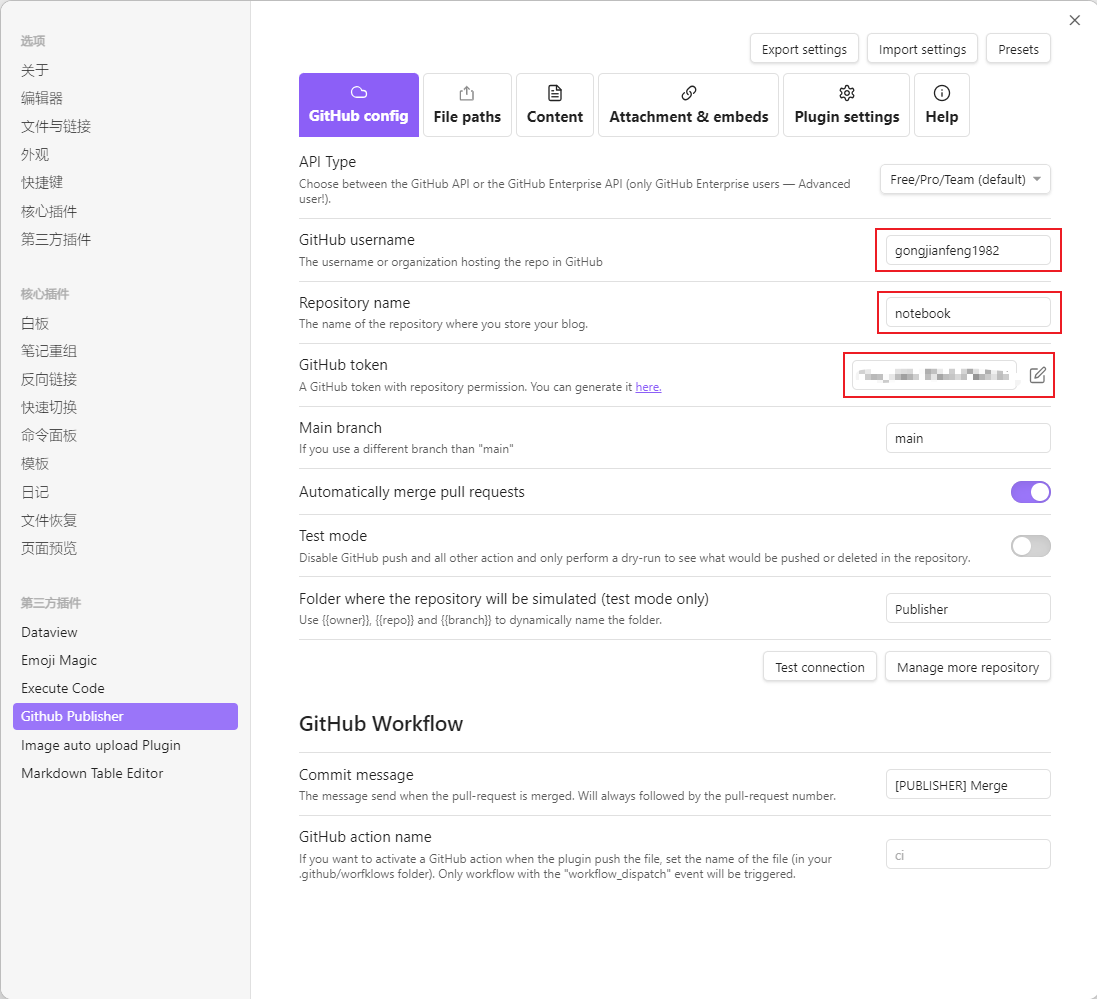 选项
关于
编辑器
文件与链接
外观
快捷键
核心插件
第三方插件
核心插件
白板
笔记重组
反向链接
快速切换
命令面板
模板
日记
文件恢复
页面预览
第三方插件
Dataview
Emoji Magic
Execute Code
Github Publisher
Image auto upload Plugin
Markdown Table Editor
Export settings
Import settings
Presets
GitHub config
File paths
Content
Attachment & embeds
Plugin settings
Help
API Type
Choose between the GitHub API or the GitHub Enterprise API (only GitHub Enterprise users — Advanced
user!).
Free/Pro/Team (default)
GitHub username
The username or organization hosting the repo in GitHub
gongjianfeng1982
Repository name
The name of the repository where you store your blog.
notebook
GitHub token
A GitHub token with repository permission. You can generate it here.
Main branch
If you use a different branch than "main"
main
Automatically merge pull requests
Test mode
Disable GitHub push and all other action and only perform a dry-run to see what would be pushed or deleted in the repository.
Folder where the repository will be simulated (test mode only)
Use {{owner}}, {{repo}} and {{branch}} to dynamically name the folder.
Publisher
Test connection
Manage more repository
GitHub Workflow
Commit message
The message send when the pull-request is merged. Will always followed by the pull-request number.
[PUBLISHER] Merge
GitHub action name
If you want to activate a GitHub action when the plugin push the file, set the name of the file (in your
.github/worfklows folder). Only workflow with the "workflow_dispatch" event will be triggered.
ci